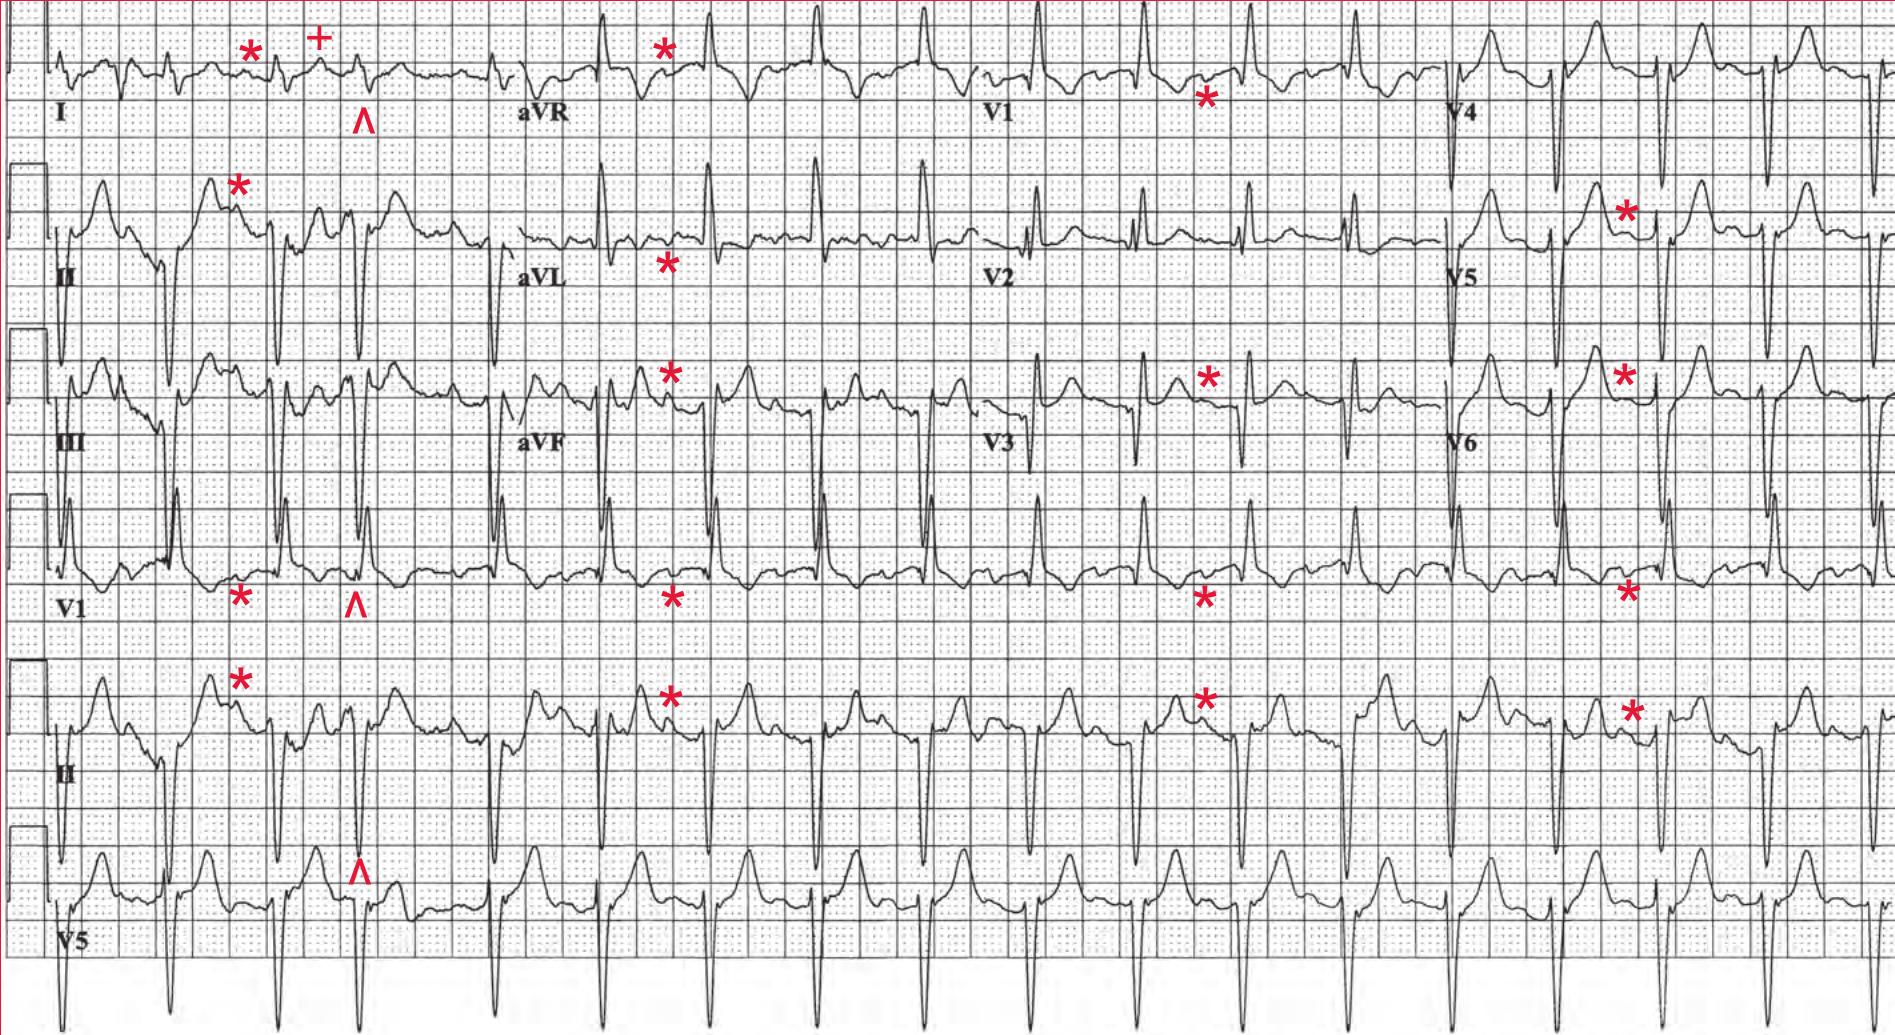 * + * * V4
I ^ aVR V1
* * *
II aVL V2 V5
* * * *
III aVF V3 V6
* ^ * * *
V1
* * * *
II
^
V5